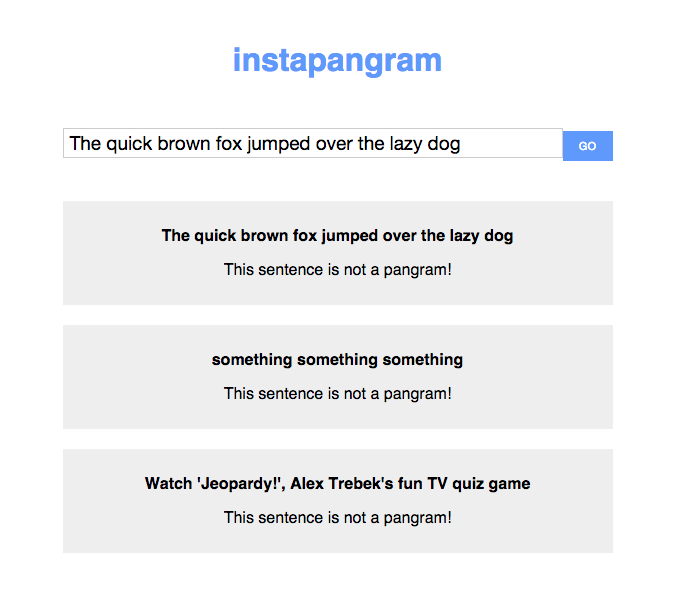 instapangram
The quick brown fox jumped over the lazy dog
GO
The quick brown fox jumped over the lazy dog
This sentence is not a pangram!
something something something
This sentence is not a pangram!
Watch 'Jeopardy!', Alex Trebek's fun TV quiz game
This sentence is not a pangram!